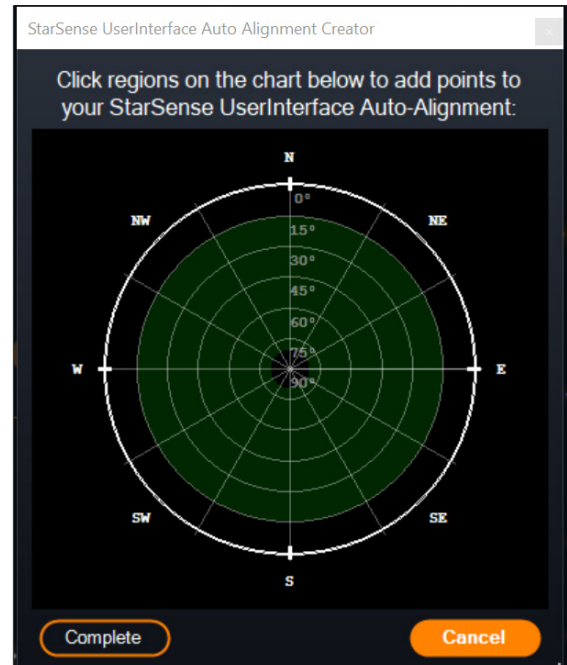 StarSense UserInterface Auto Alignment Creator
x
Click regions on the chart below to add points to
your StarSense UserInterface Auto-Alignment:
N
0°
NW
NE
15°
30°
45°
60°
75°
W
E
90°
SW
SE
S
Complete
Cancel